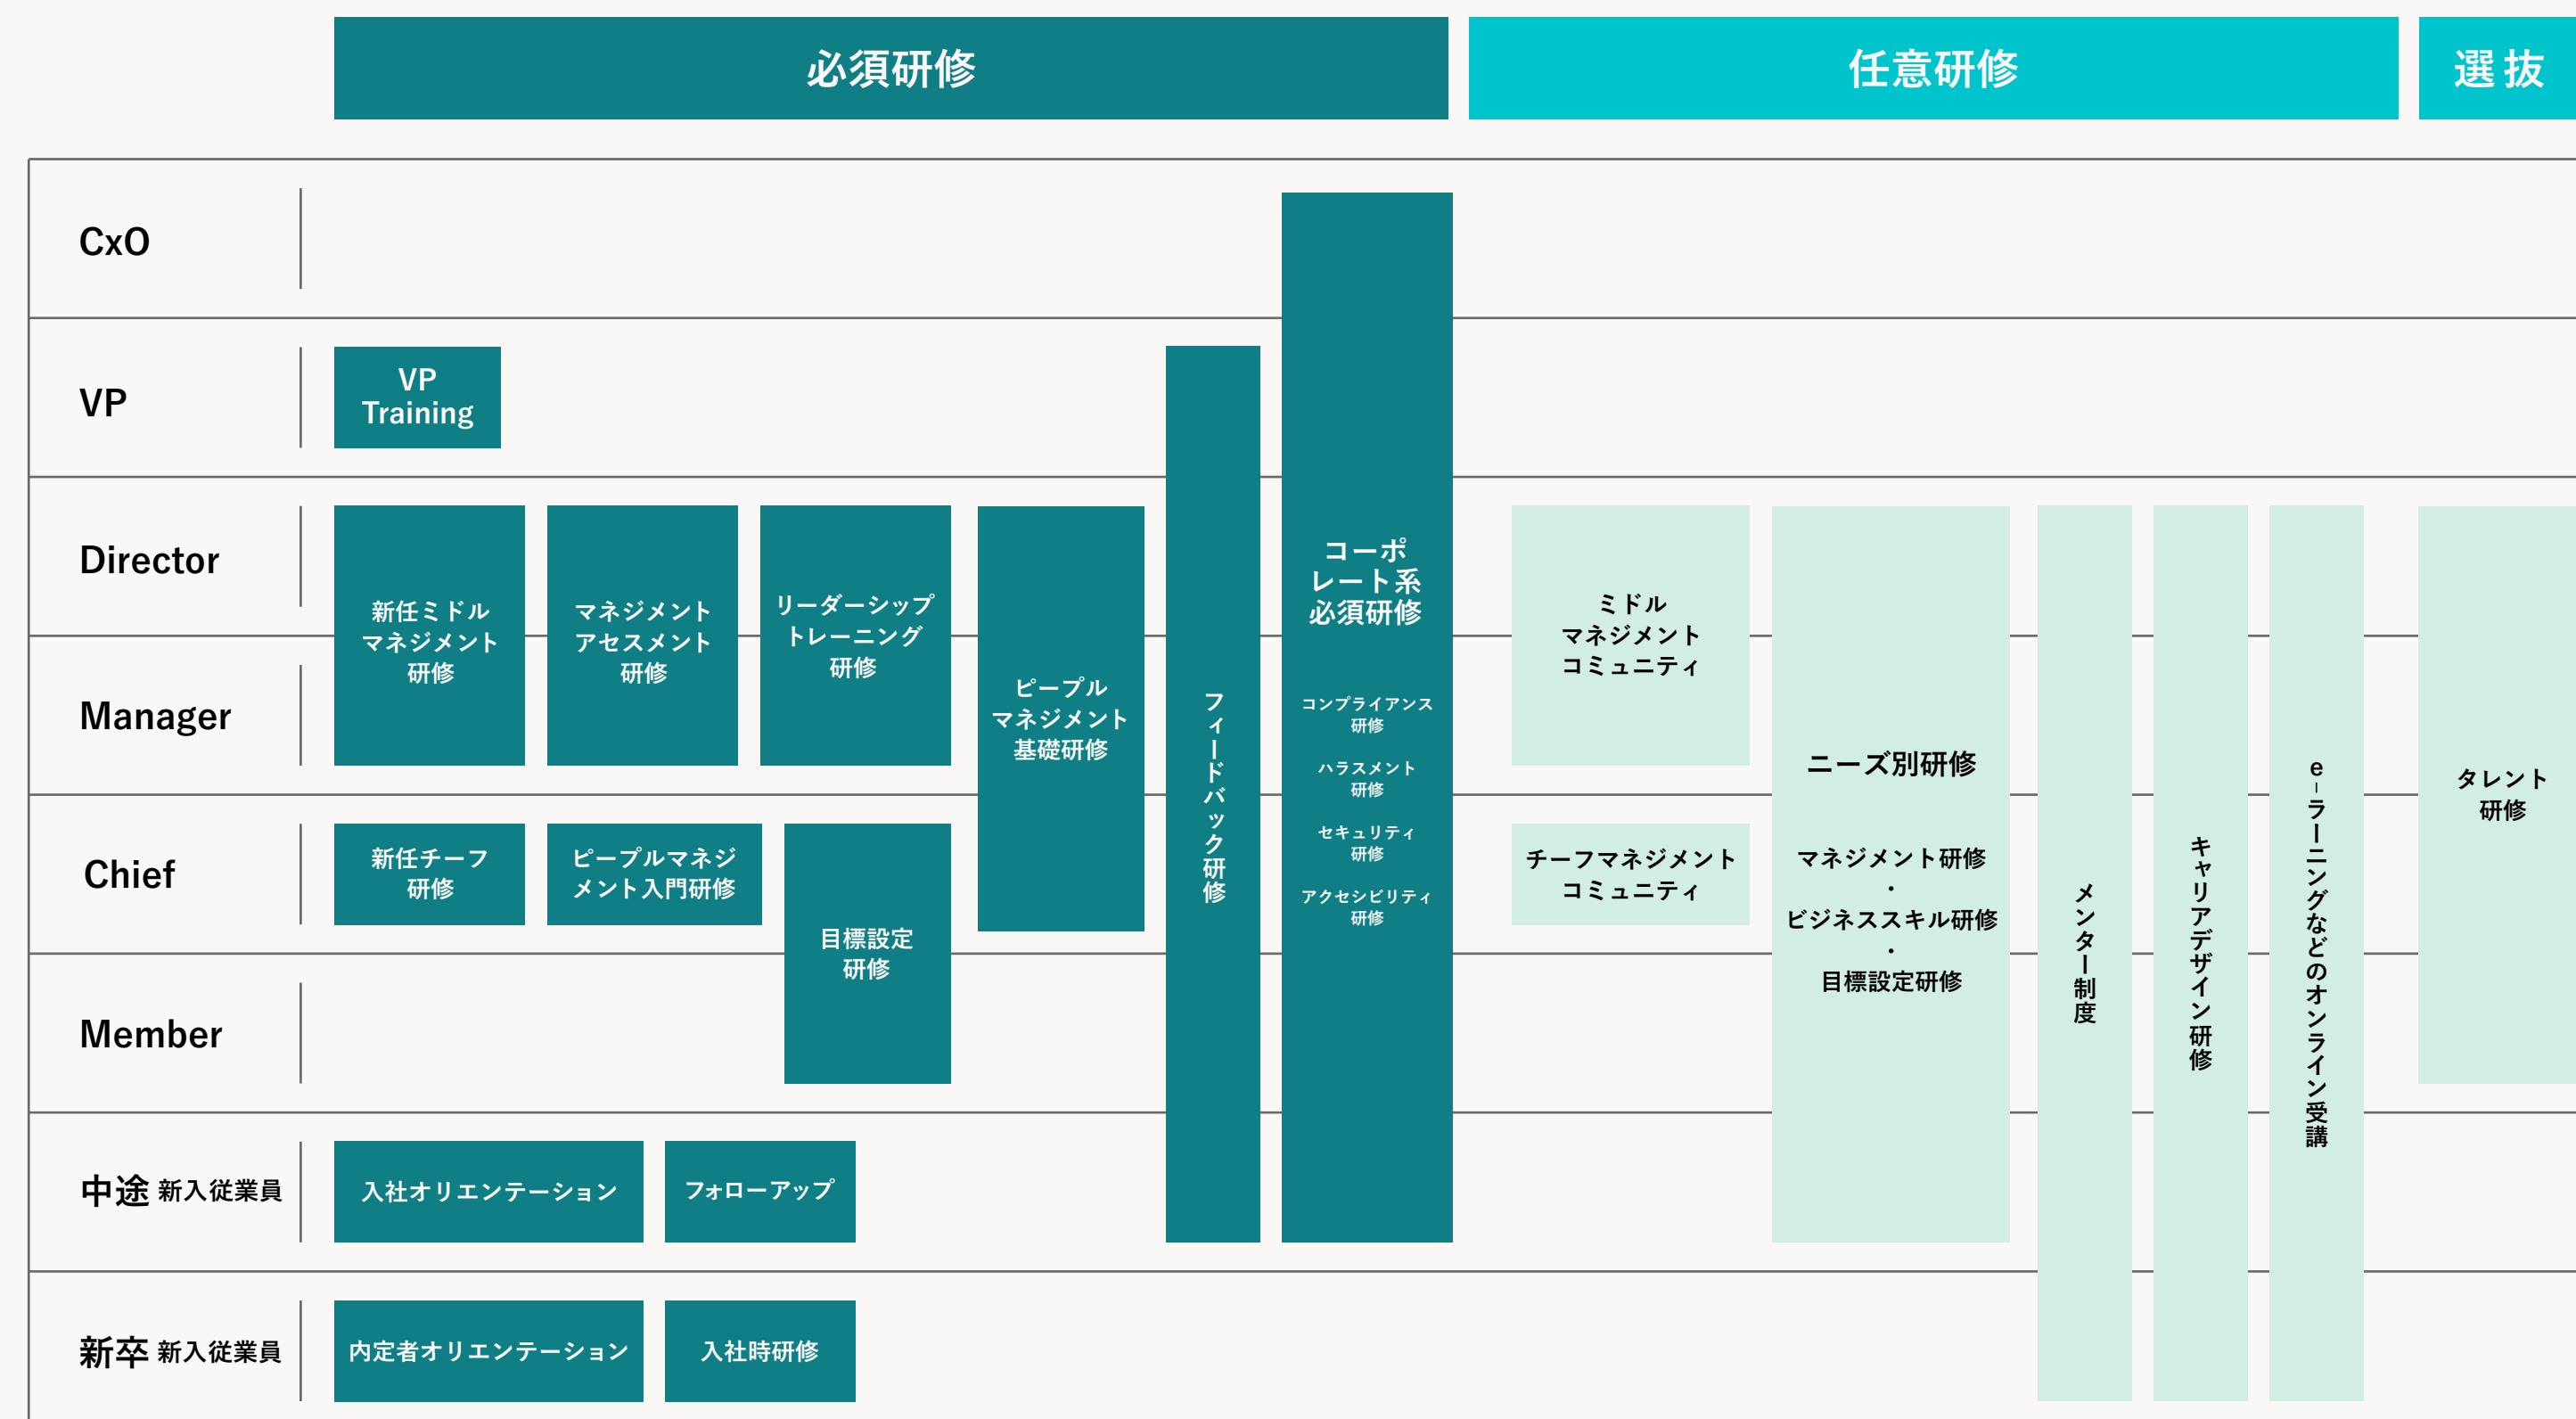 必須研修
任意研修
選抜
CxO
VP
VP
Training
Director
新任ミドル
マネジメント
研修
マネジメント
アセスメント
研修
リーダーシップ
トレーニング
研修
ピープル
マネジメント
基礎研修
フィードバック研修
コーポ
レート系
必須研修
コンプライアンス
研修
ハラスメント
研修
セキュリティ
研修
アクセシビリティ
研修
ミドル
マネジメント
コミュニティ
ニーズ別研修
マネジメント研修
・
ビジネススキル研修
・
目標設定研修
メンター制度
キャリアデザイン研修
e-ラーニングなどのオンライン受講
タレント
研修
Manager
Chief
新任チーフ
研修
ピープルマネジ
メント入門研修
目標設定
研修
チーフマネジメント
コミュニティ
Member
中途 新入従業員
入社オリエンテーション
フォローアップ
新卒 新入従業員
内定者オリエンテーション
入社時研修